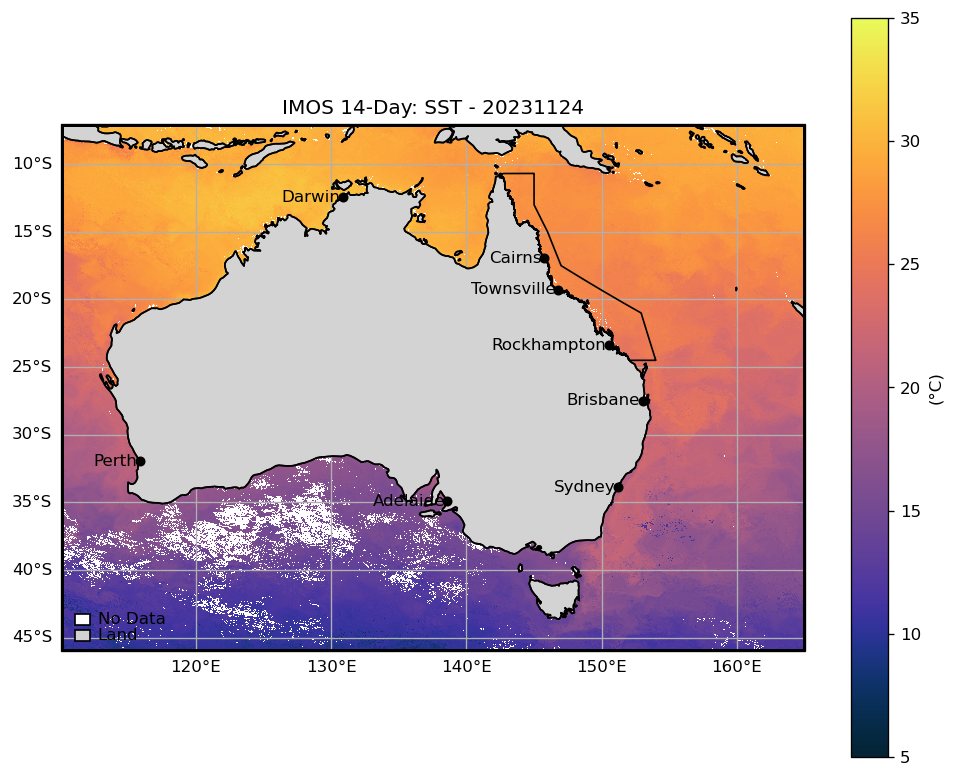 IMOS 14-Day: SST - 20231124
35
30
25
20
15
10
5
(°C)
10°S
15°S
20°S
25°S
30°S
35°S
40°S
45°S
120°E
130°E
140°E
150°E
160°E
Darwin
Cairns
Townsville
Rockhampton
Brisbane
Perth
Sydney
Adelaide
No Data
Land